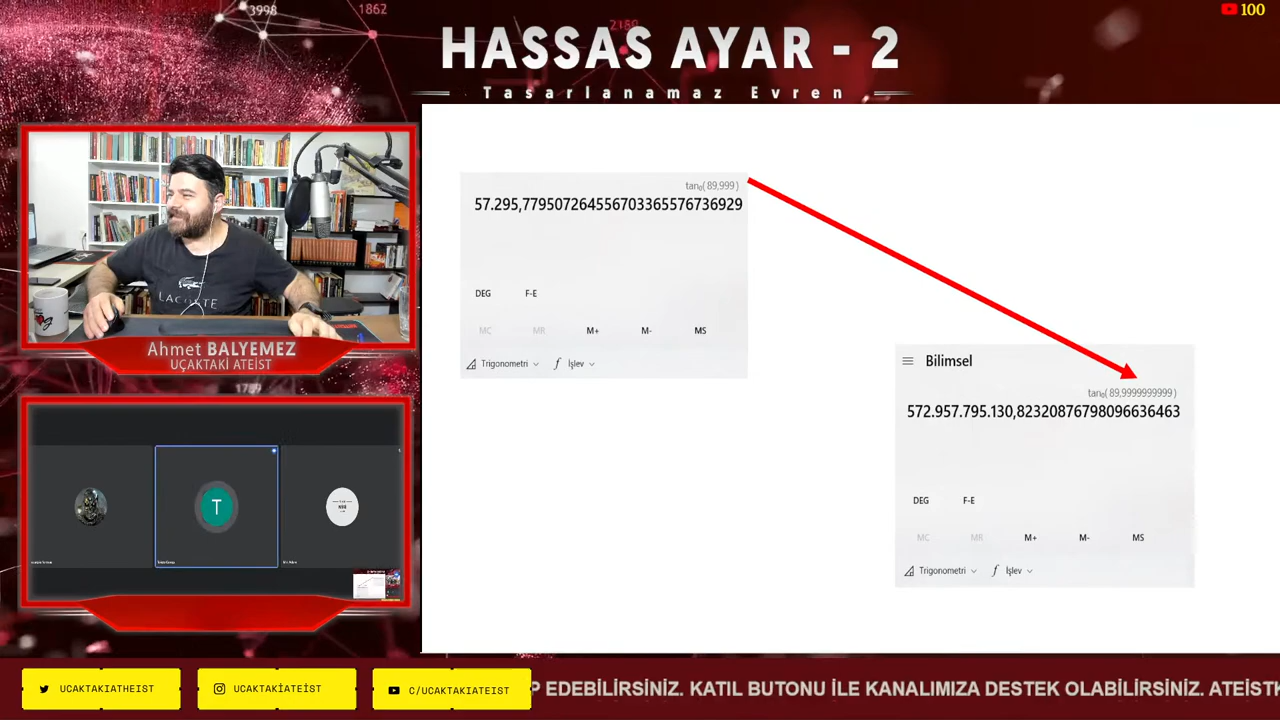 3998
1862
2189
100
HASSAS AYAR - 2
Tasarlanamaz Evren
tan₀( 89,999 )
57.295,779507264556703365576736929
DEG
F-E
MC
MR
M+
M-
MS
Trigonometri
f İşlev
LACOSTE
Ahmet BALYEMEZ
UÇAKTAKİ ATEİST
1789
T
Bilimsel
tan₀( 89,9999999999 )
572.957.795.130,82320876798096636463
DEG
F-E
MC
MR
M+
M-
MS
Trigonometri
f İşlev
UCAKTAKIATHEIST
UCAKTAKİATEİST
C/UCAKTAKIATEIST
P EDEBİLİRSİNİZ. KATIL BUTONU İLE KANALIMIZA DESTEK OLABİLİRSİNİZ. ATEİSTK